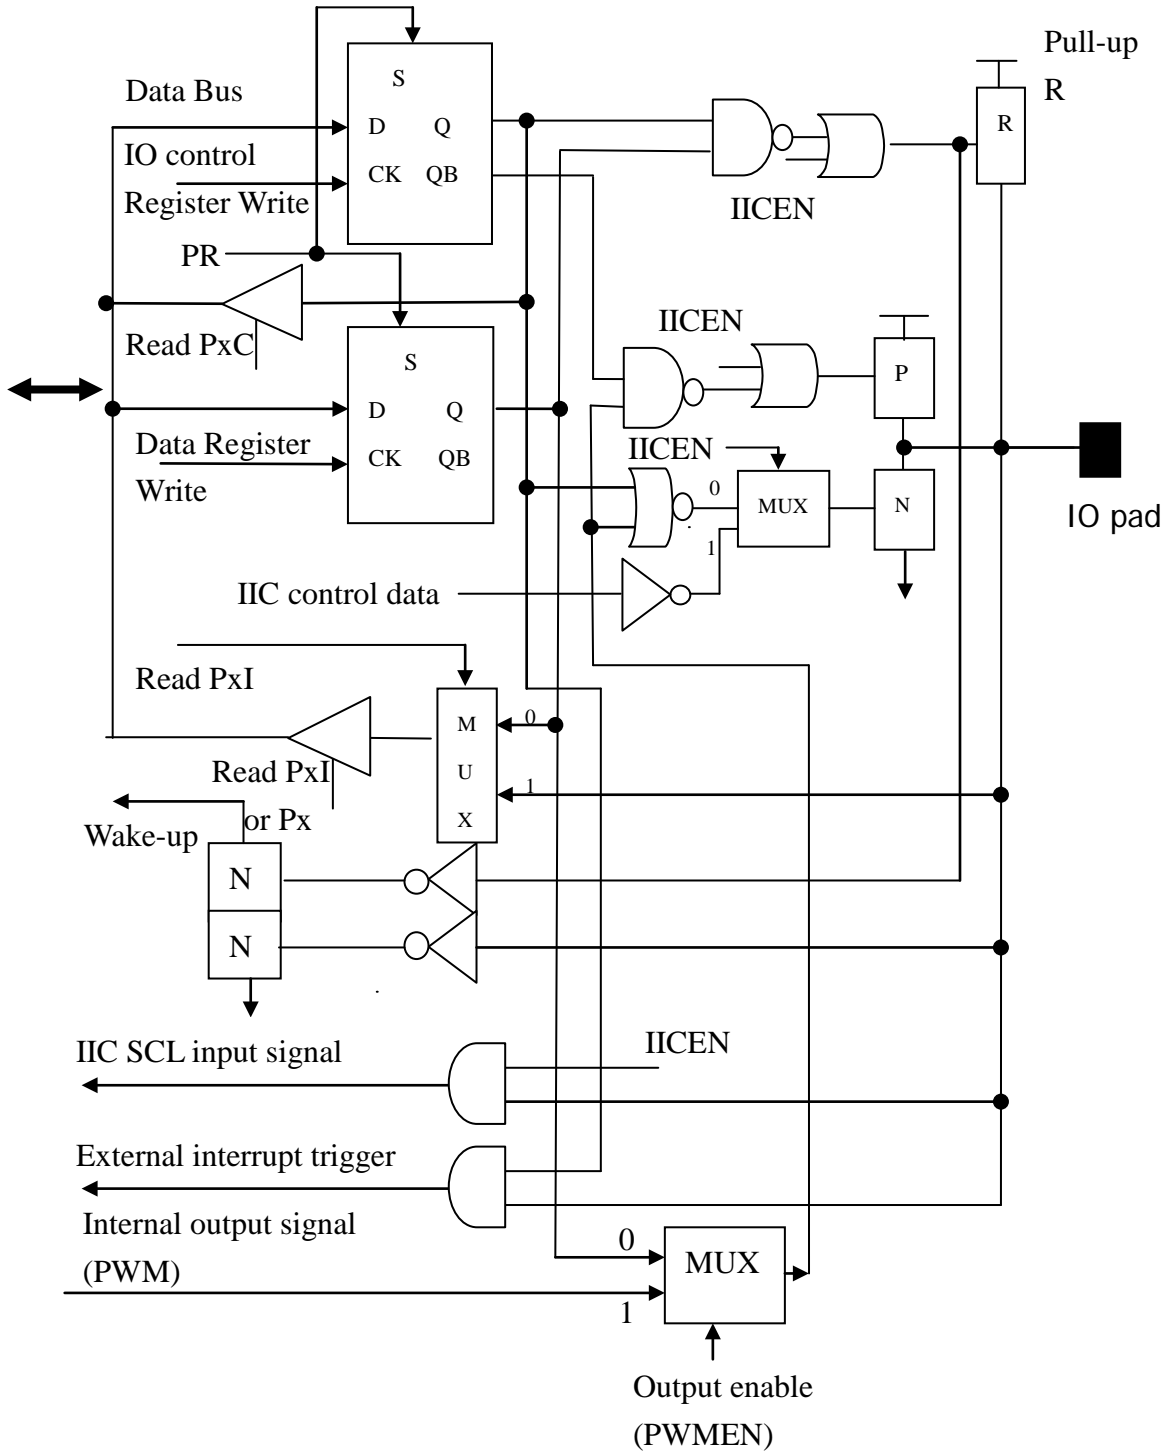 Pull-up
R
S
Data Bus
D Q
R
IO control
CK QB
Register Write
IICEN
PR
IICEN
Read PxC
S
P
D Q
Data Register
IICEN
CK QB
Write
0
MUX
N
IO pad
1
IIC control data
Read PxI
M
0
U
Read PxI
1
X
or Px
Wake-up
N
N
IICEN
IIC SCL input signal
External interrupt trigger
Internal output signal
0
MUX
(PWM)
1
Output enable
(PWMEN)